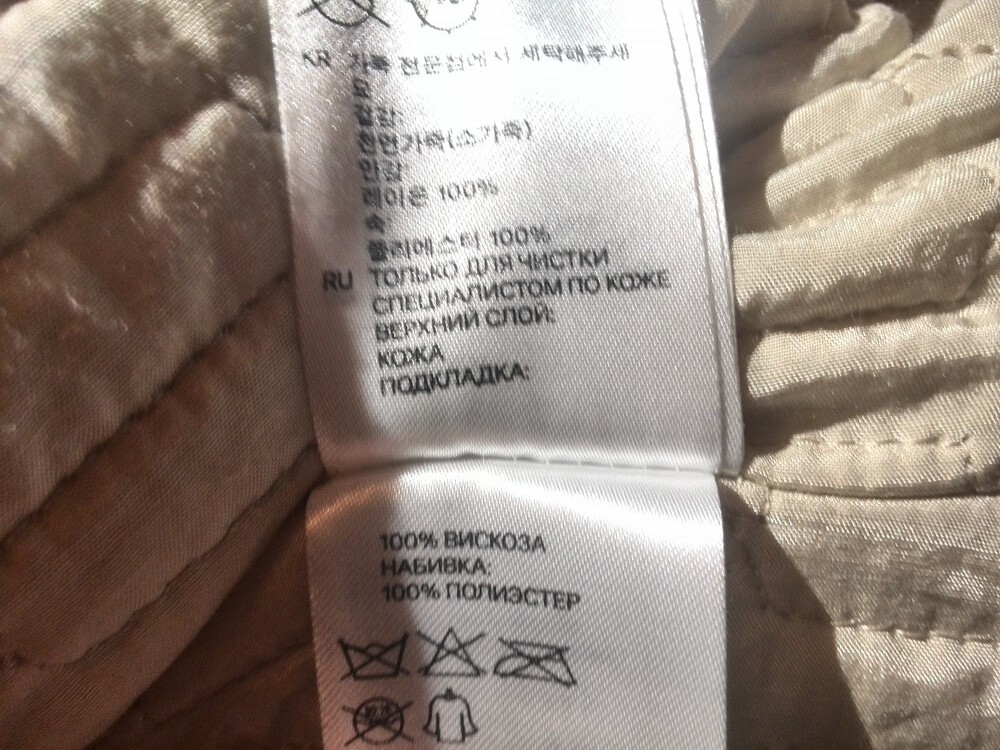 KR 가죽 전문점에서 세탁해주세
요
겉감:
천연가죽(소가죽)
안감
레이온 100%
속
폴리에스터 100%
RU ТОЛЬКО ДЛЯ ЧИСТКИ
СПЕЦИАЛИСТОМ ПО КОЖЕ
ВЕРХНИЙ СЛОЙ:
КОЖА
ПОДКЛАДКА:
100% ВИСКОЗА
НАБИВКА:
100% ПОЛИЭСТЕР